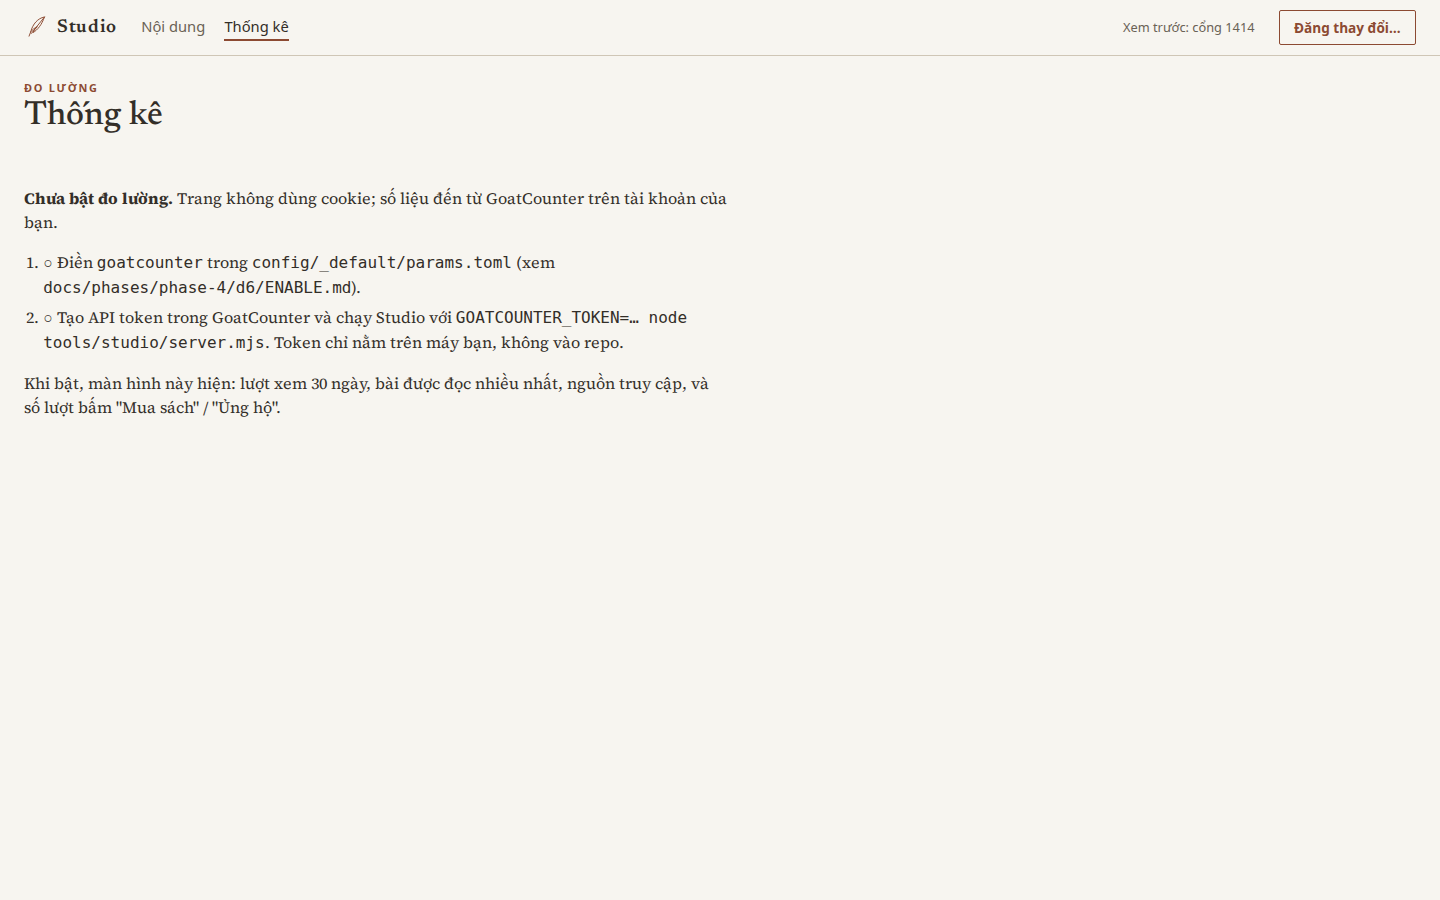 Studio Nội dung Thống kê Xem trước: cổng 1414 Đăng thay đổi...
ĐO LƯỜNG
Thống kê
Chưa bật đo lường. Trang không dùng cookie; số liệu đến từ GoatCounter trên tài khoản của
bạn.
1. ○ Điền goatcounter trong config/_default/params.toml (xem
docs/phases/phase-4/d6/ENABLE.md).
2. ○ Tạo API token trong GoatCounter và chạy Studio với GOATCOUNTER_TOKEN=… node
tools/studio/server.mjs. Token chỉ nằm trên máy bạn, không vào repo.
Khi bật, màn hình này hiện: lượt xem 30 ngày, bài được đọc nhiều nhất, nguồn truy cập, và
số lượt bấm "Mua sách" / "Ủng hộ".